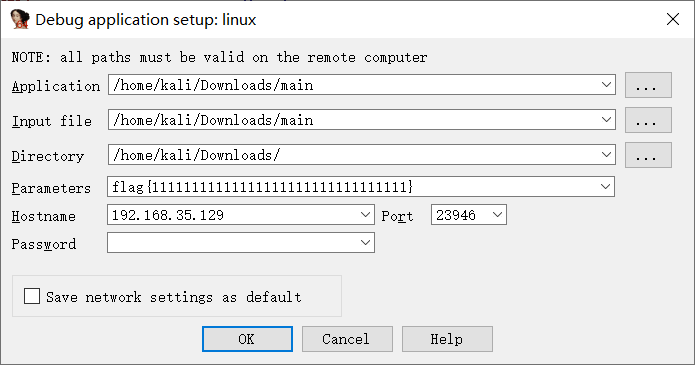 Debug application setup: linux
NOTE: all paths must be valid on the remote computer
Application /home/kali/Downloads/main ...
Input file /home/kali/Downloads/main ...
Directory /home/kali/Downloads/ ...
Parameters flag{11111111111111111111111111111111}
Hostname 192.168.35.129 Port 23946
Password
Save network settings as default
OK Cancel Help